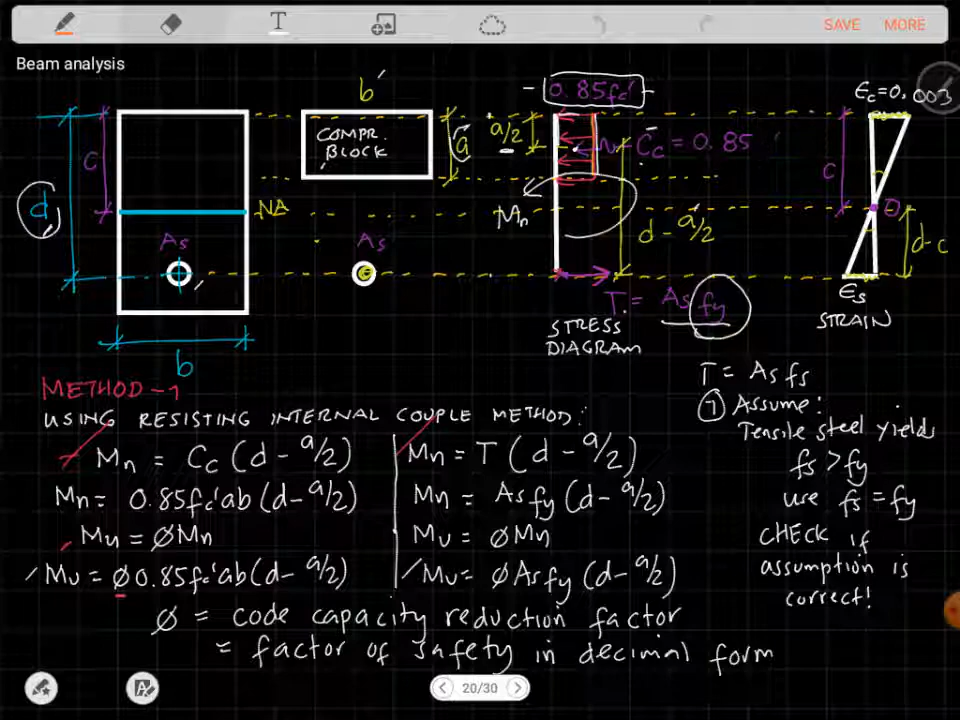 SAVE MORE
Beam analysis
b'
0.85fc'
Ec=0.003
COMPR.
BLOCK
a
a/2
Cc = 0.85
c
c
d
NA
Mn
d - a/2
d-c
As
As
T = As fy
Es
STRAIN
STRESS
DIAGRAM
b
METHOD-1
USING RESISTING INTERNAL COUPLE METHOD:
Mn = Cc (d - a/2)
Mn = 0.85fc'ab (d - a/2)
Mu = ØMn
Mu = Ø0.85fc'ab (d - a/2)
Mn = T (d - a/2)
Mn = Asfy (d - a/2)
Mu = ØMn
Mu = ØAsfy (d - a/2)
T = As fs
1 Assume:
Tensile steel yields
fs > fy
use fs = fy
CHECK if
assumption is
correct!
Ø = code capacity reduction factor
= factor of safety in decimal form
20/30